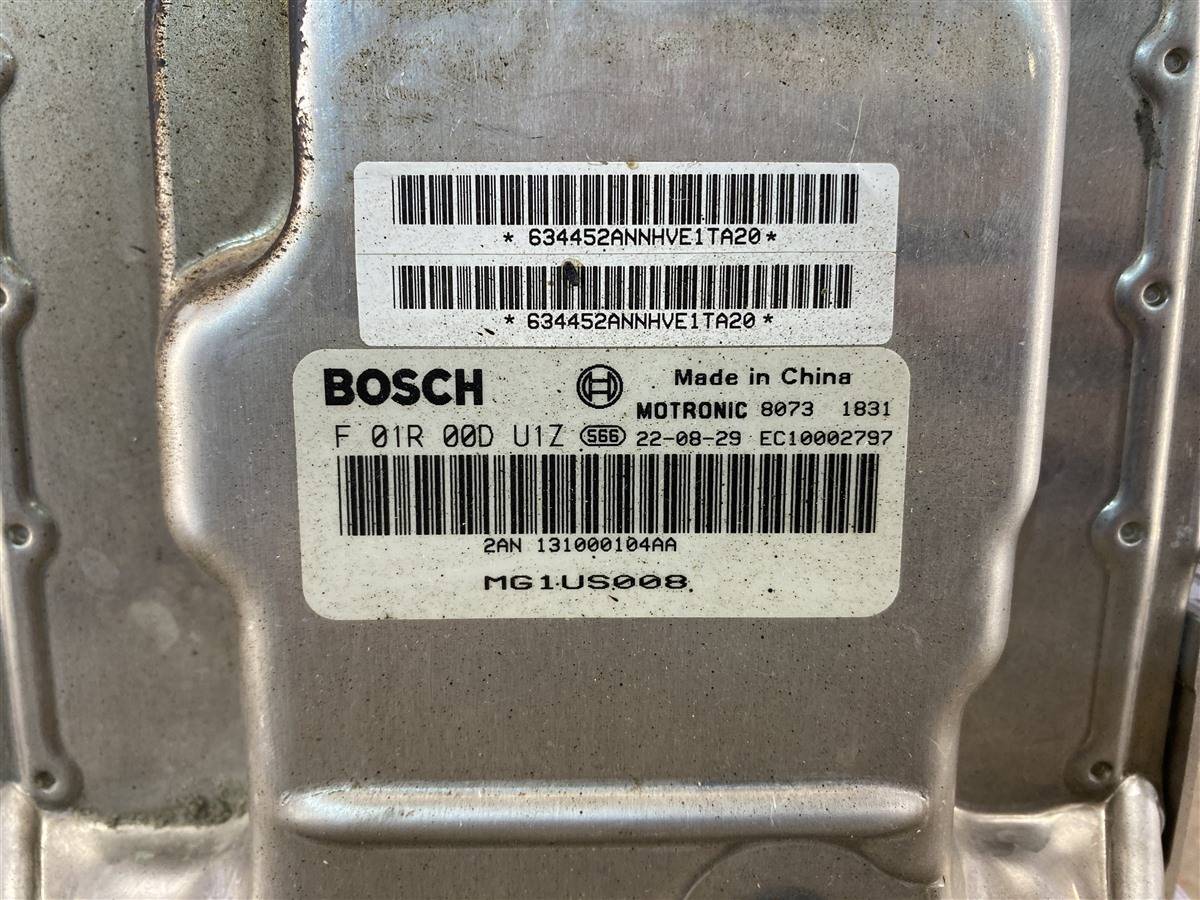 * 634452ANNHVE1TA20 *
* 634452ANNHVE1TA20 *
BOSCH Made in China
MOTRONIC 8073 1831
F 01R 00D U1Z S66 22-08-29 EC10002797
2AN 131000104AA
MG1US008